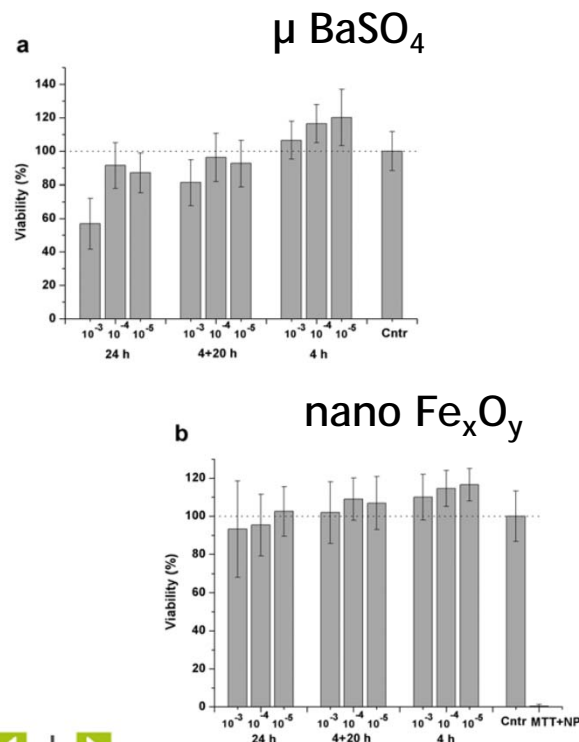 µ BaSO₄
a
140
120
100
80
60
40
20
0
Viability (%)
10⁻³ 10⁻⁴ 10⁻⁵ 10⁻³ 10⁻⁴ 10⁻⁵ 10⁻³ 10⁻⁴ 10⁻⁵ Cntr
24 h 4+20 h 4 h
nano FeₓOᵧ
b
120
100
80
60
40
20
0
Viability (%)
10⁻³ 10⁻⁴ 10⁻⁵ 10⁻³ 10⁻⁴ 10⁻⁵ 10⁻³ 10⁻⁴ 10⁻⁵ Cntr MTT+NP
24 h 4+20 h 4 h